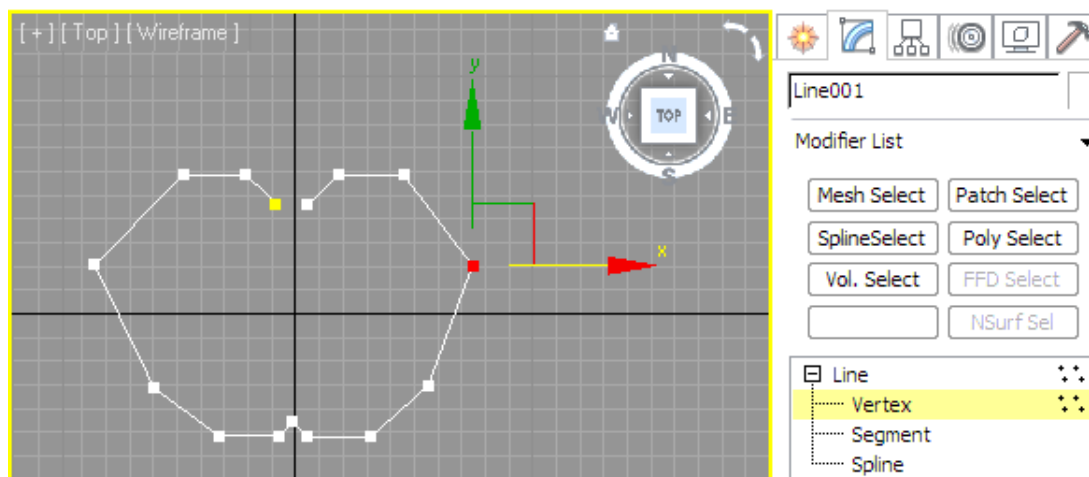 [ + ] [ Top ] [ Wireframe ]
y
x
N
W
TOP
E
S
Line001
Modifier List
Mesh Select
Patch Select
SplineSelect
Poly Select
Vol. Select
FFD Select
NSurf Sel
Line
Vertex
Segment
Spline